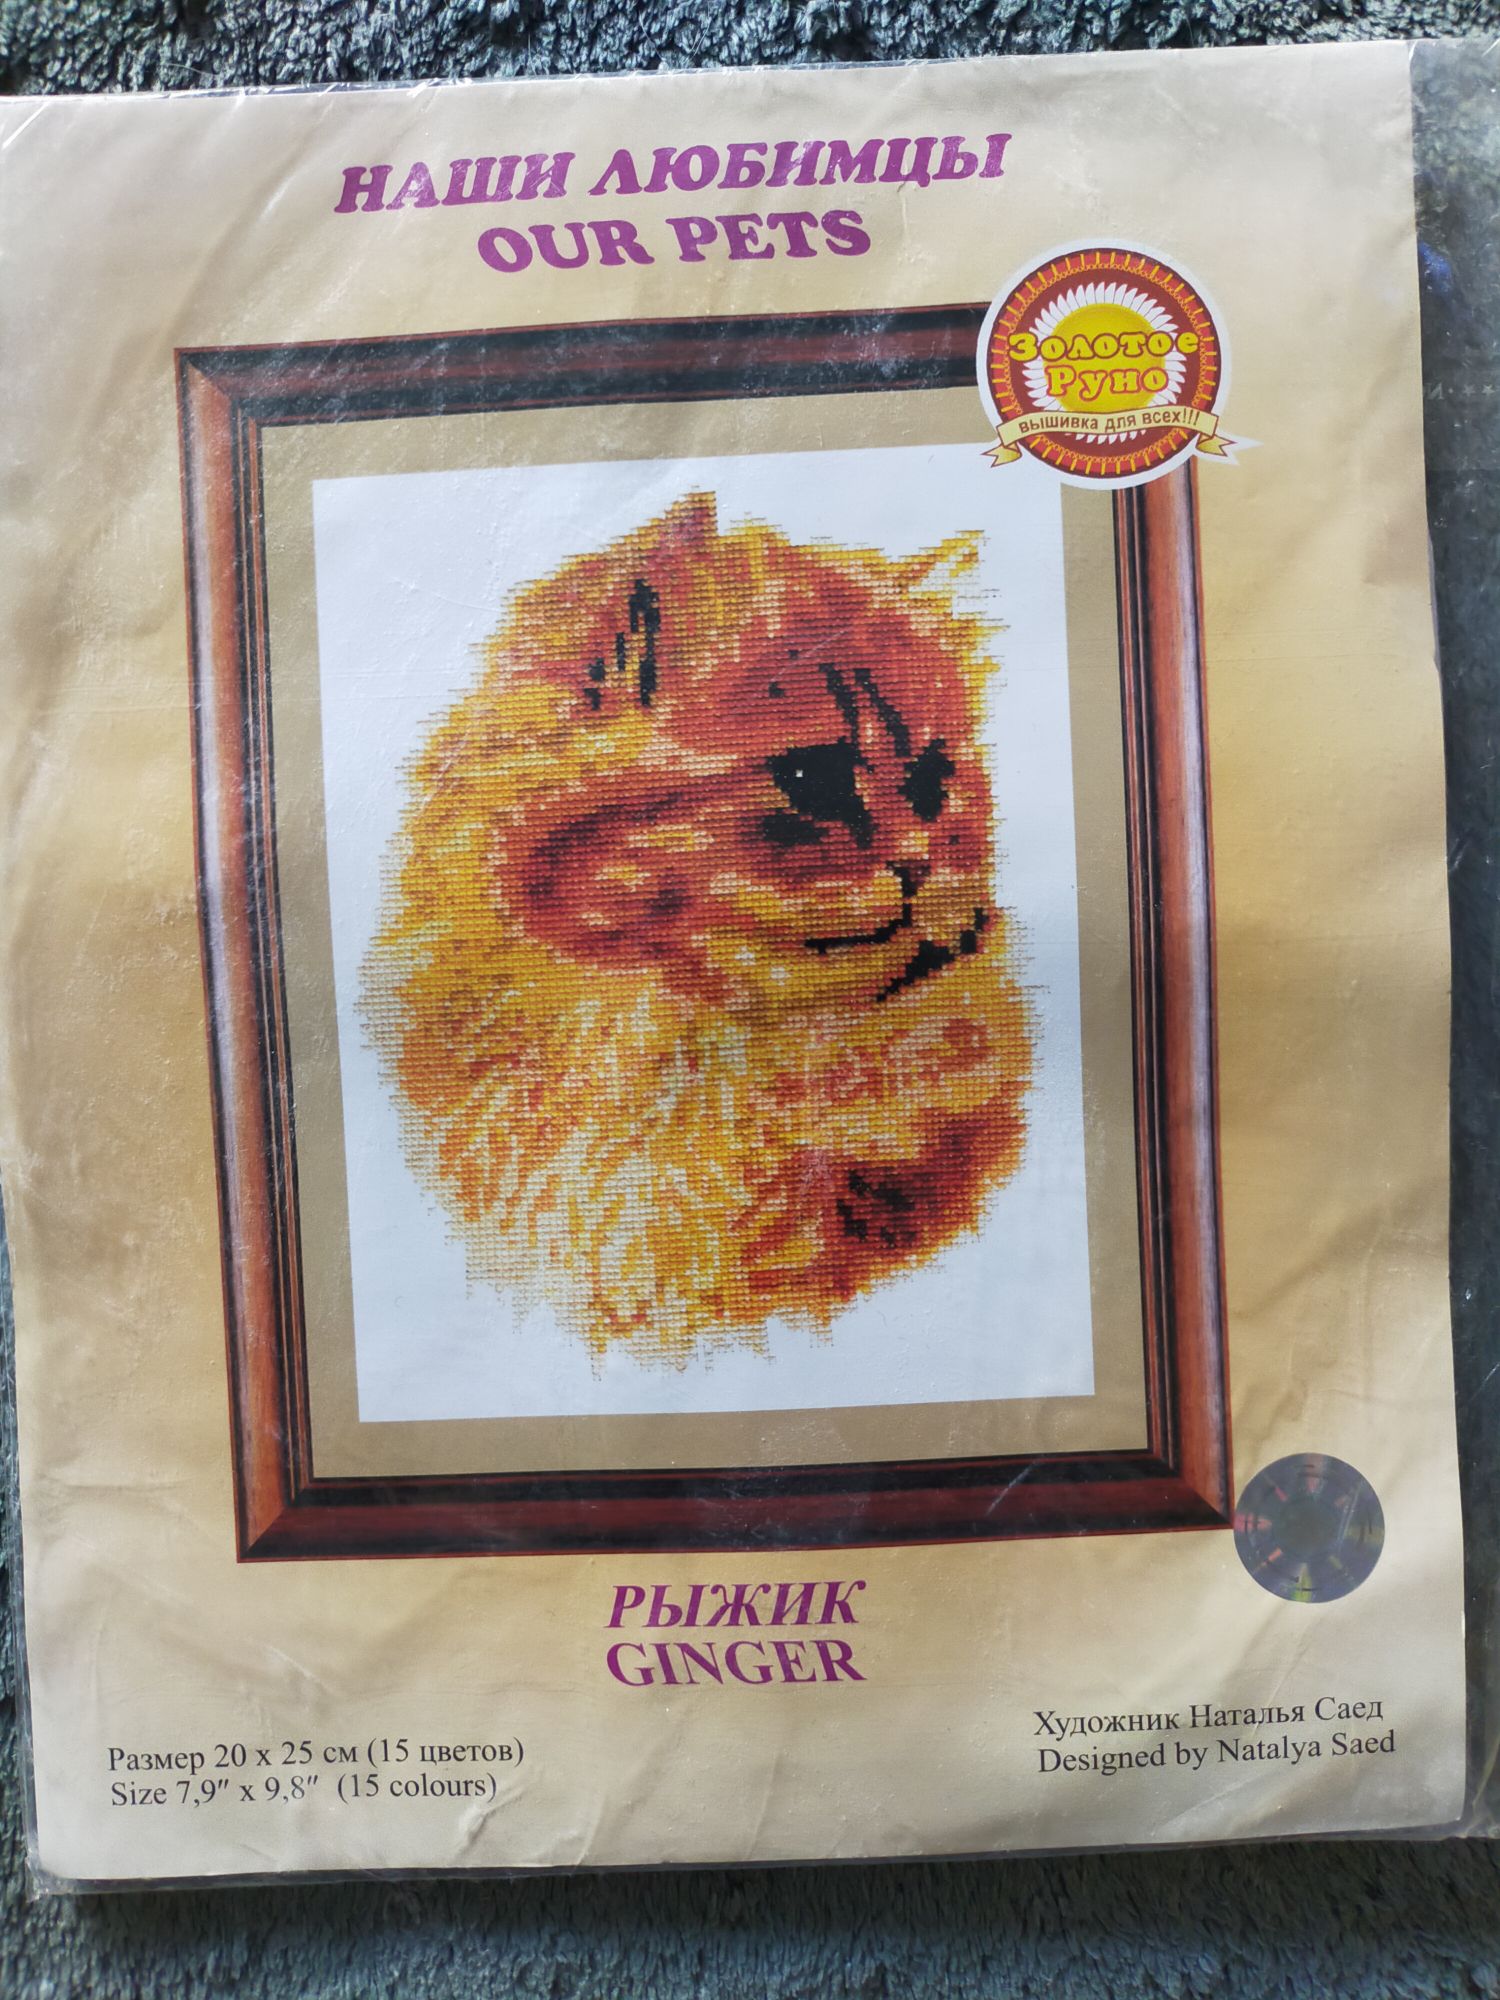 НАШИ ЛЮБИМЦЫ
OUR PETS
Золотое
Руно
вышивка для всех!!!
РЫЖИК
GINGER
Размер 20 х 25 см (15 цветов)
Size 7,9" x 9,8" (15 colours)
Художник Наталья Саед
Designed by Natalya Saed